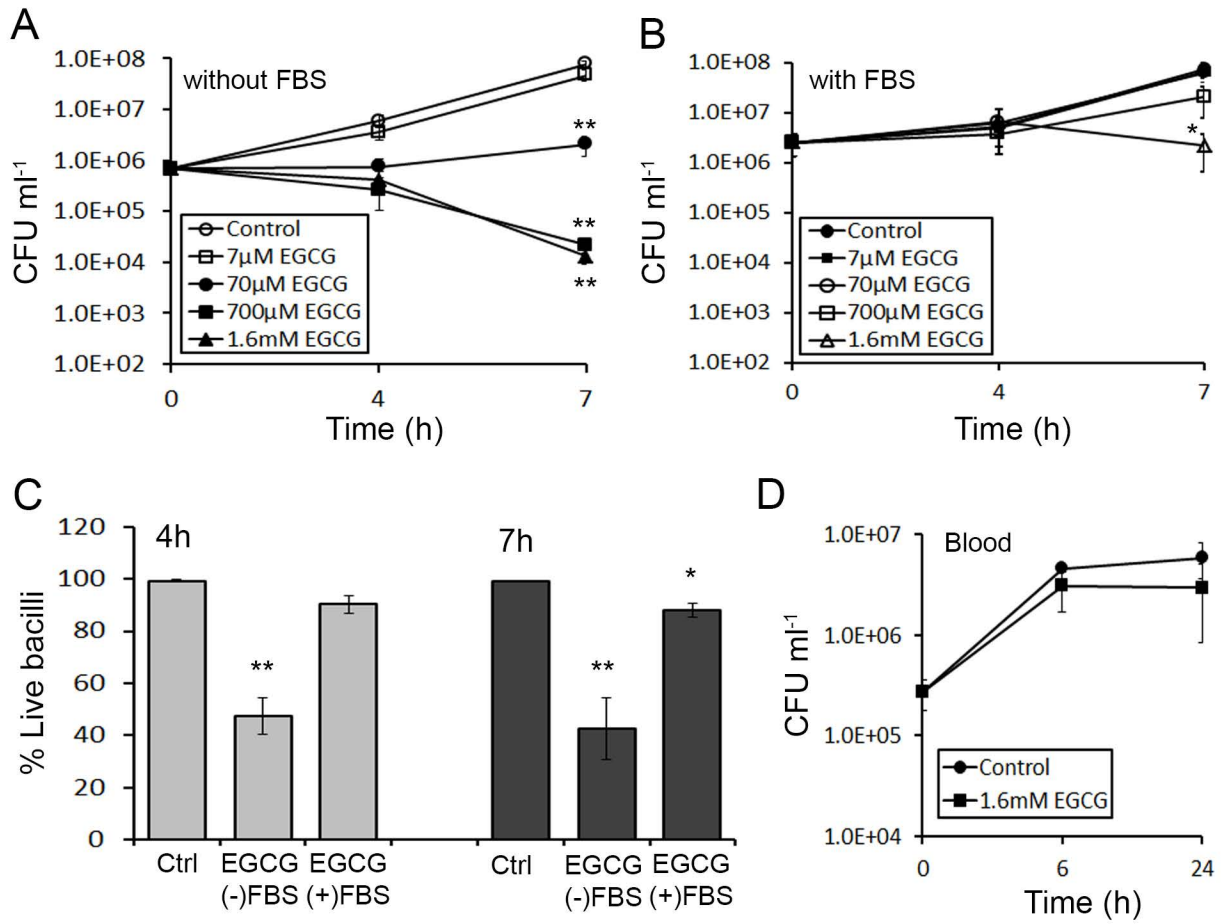 A
without FBS
1.0E+08
1.0E+07
1.0E+06
1.0E+05
1.0E+04
1.0E+03
1.0E+02
CFU ml-1
**
**
**
Control
7µM EGCG
70µM EGCG
700µM EGCG
1.6mM EGCG
0 4 7
Time (h)
B
with FBS
1.0E+08
1.0E+07
1.0E+06
1.0E+05
1.0E+04
1.0E+03
1.0E+02
CFU ml-1
*
Control
7µM EGCG
70µM EGCG
700µM EGCG
1.6mM EGCG
0 4 7
Time (h)
C
% Live bacilli
120
100
80
60
40
20
0
4h
7h
**
**
*
Ctrl EGCG EGCG Ctrl EGCG EGCG
(-)FBS (+)FBS (-)FBS (+)FBS
D
Blood
1.0E+07
1.0E+06
1.0E+05
1.0E+04
CFU ml-1
Control
1.6mM EGCG
0 6 24
Time (h)